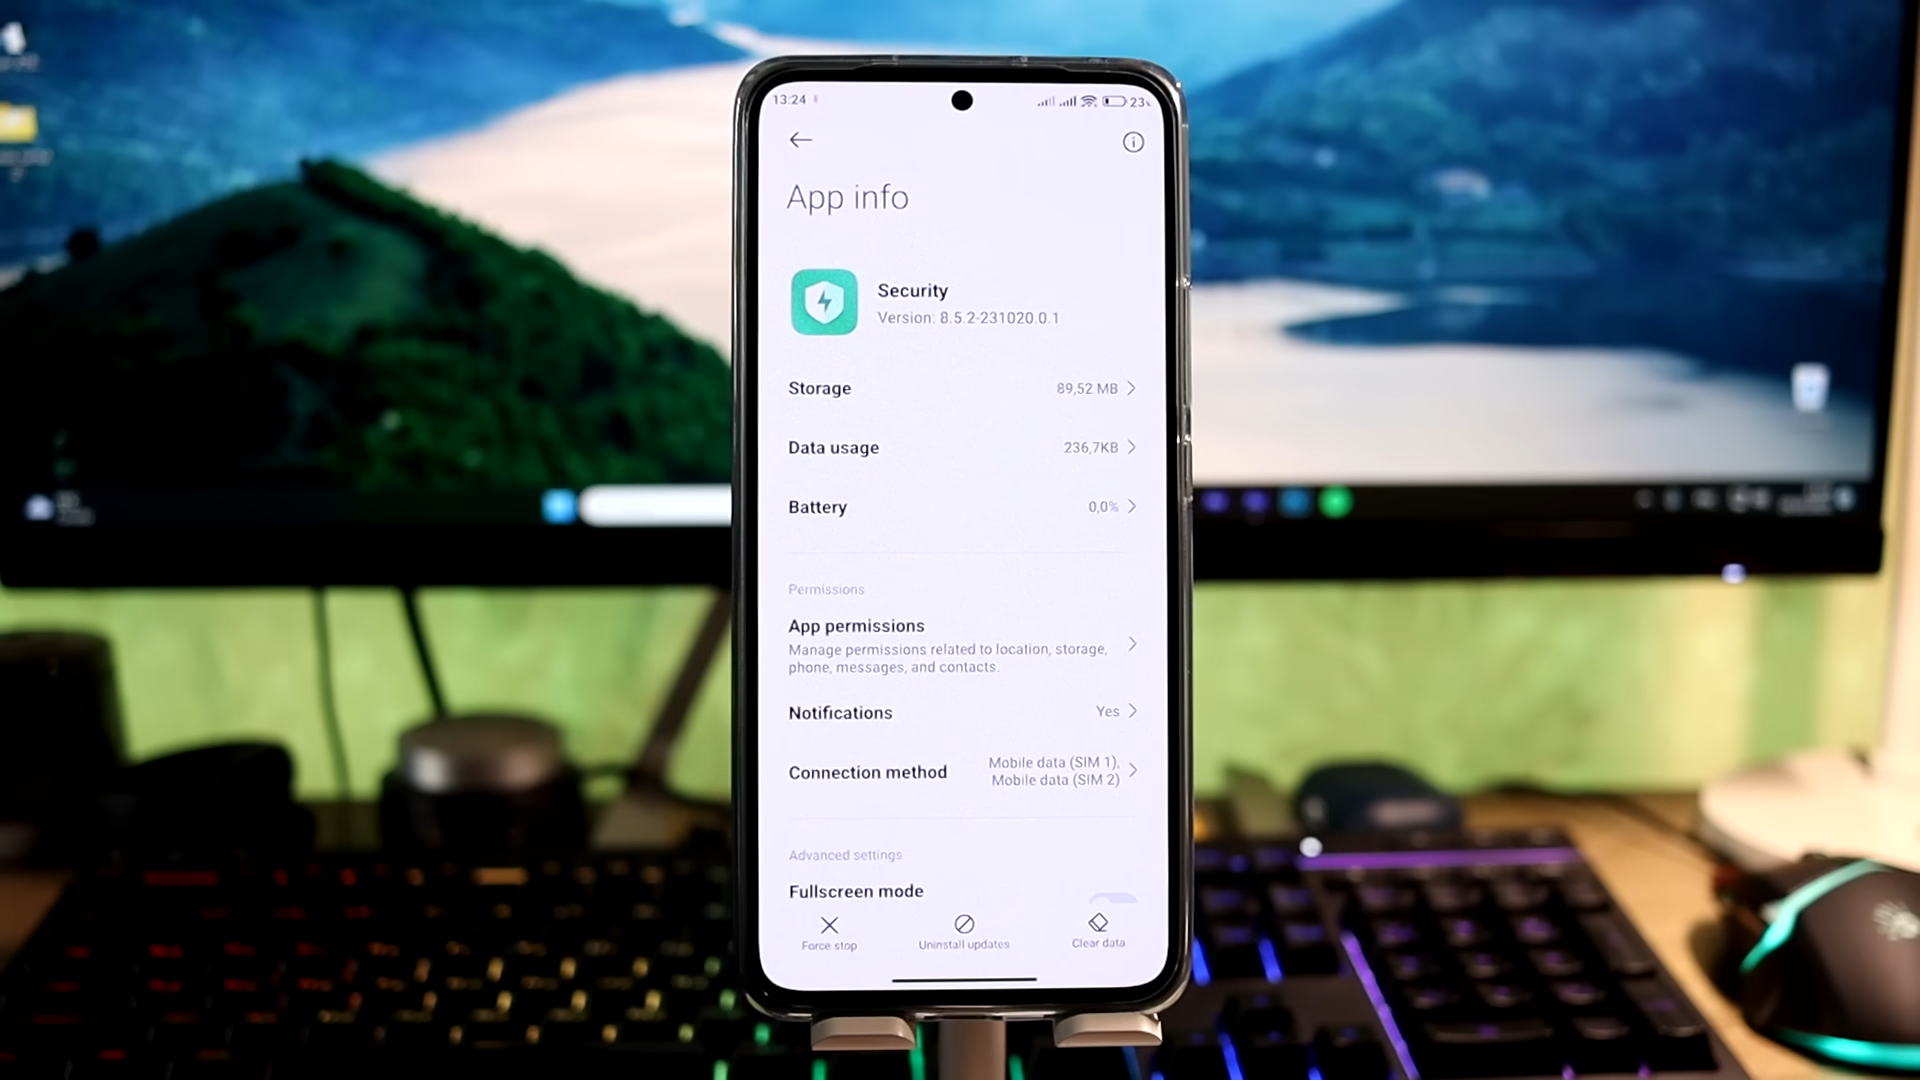 13:24
23%
App info
Security
Version: 8.5.2-231020.0.1
Storage 89,52 MB
Data usage 236,7KB
Battery 0,0%
Permissions
App permissions
Manage permissions related to location, storage,
phone, messages, and contacts.
Notifications Yes
Connection method Mobile data (SIM 1),
Mobile data (SIM 2)
Advanced settings
Fullscreen mode
Force stop Uninstall updates Clear data